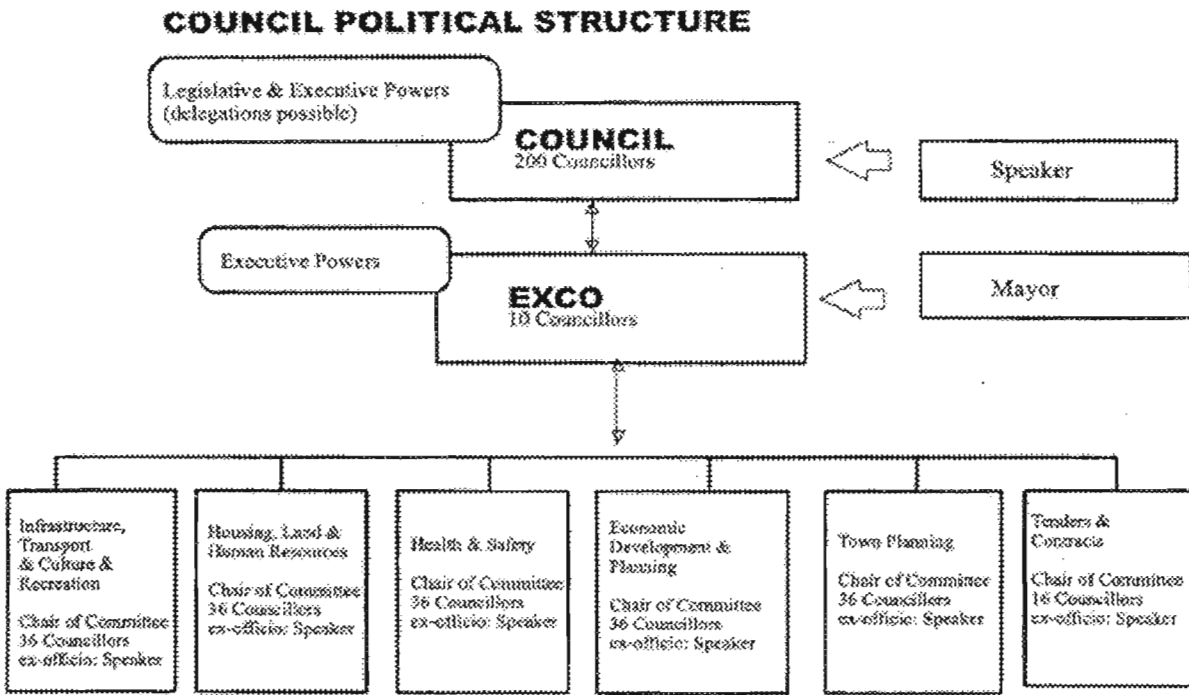 COUNCIL POLITICAL STRUCTURE
Legislative & Executive Powers
(delegations possible)
COUNCIL
200 Councillors
Speaker
Executive Powers
EXCO
10 Councillors
Mayor
Infrastructure,
Transport
& Culture &
Recreation
Chair of Committee
36 Councillors
ex-officio: Speaker
Housing, Land &
Human Resources
Chair of Committee
36 Councillors
ex-officio: Speaker
Health & Safety
Chair of Committee
36 Councillors
ex-officio: Speaker
Economic
Development &
Planning
Chair of Committee
36 Councillors
ex-officio: Speaker
Town Planning
Chair of Committee
36 Councillors
ex-officio: Speaker
Tenders &
Contracts
Chair of Committee
16 Councillors
ex-officio: Speaker